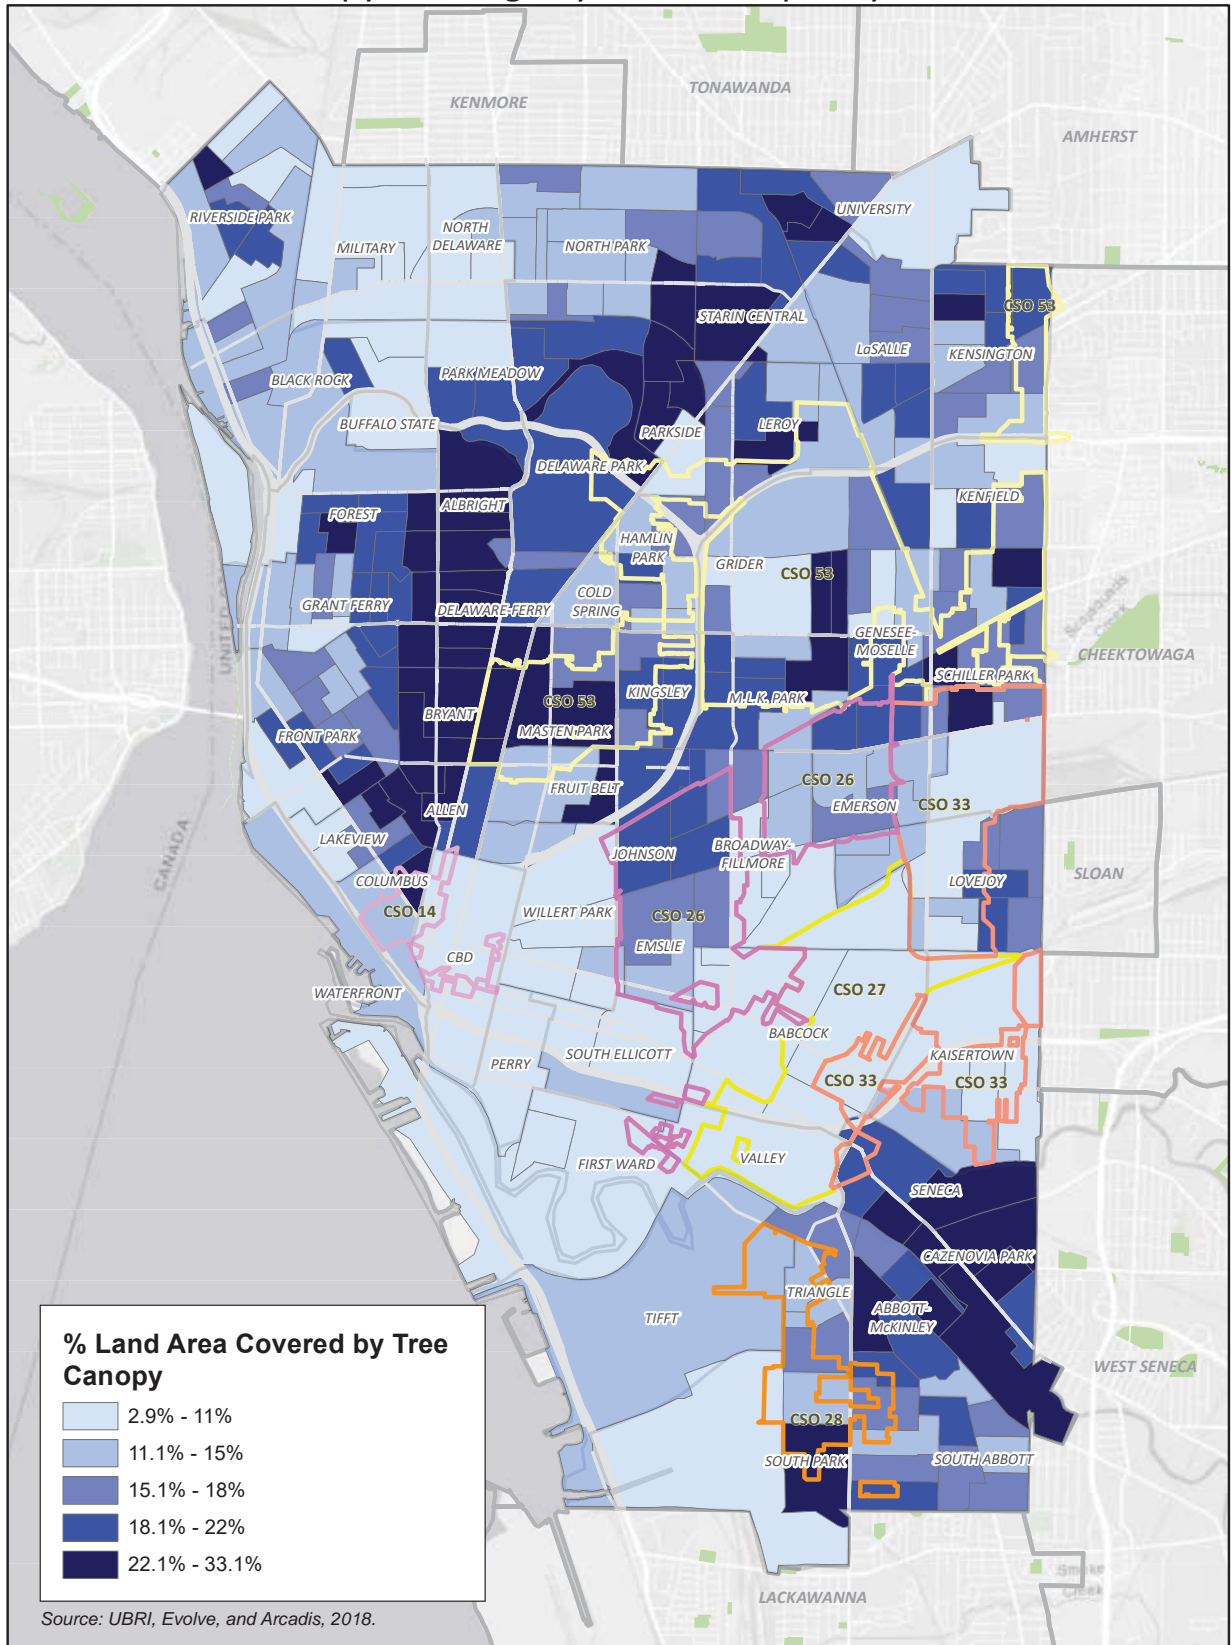 KENMORE
TONAWANDA
AMHERST
RIVERSIDE PARK
MILITARY
NORTH
DELAWARE
NORTH PARK
UNIVERSITY
CSO 53
STARIN CENTRAL
LaSALLE
KENSINGTON
BLACK ROCK
PARK MEADOW
BUFFALO STATE
PARKSIDE
LEROY
DELAWARE PARK
FOREST
ALBRIGHT
KENFIELD
HAMLIN
PARK
GRIDER
CSO 53
GRANT FERRY
DELAWARE-FERRY
COLD
SPRING
GENESEE-
MOSELLE
CHEEKTOWAGA
SCHILLER PARK
KINGSLEY
M.L.K. PARK
CSO 53
BRYANT
MASTEN PARK
FRONT PARK
CSO 26
FRUIT BELT
EMERSON
CSO 33
ALLEN
LAKEVIEW
JOHNSON
BROADWAY-
FILLMORE
CANADA
COLUMBUS
LOVEJOY
SLOAN
CSO 14
WILLERT PARK
CSO 26
EMSLIE
CBD
WATERFRONT
CSO 27
BABCOCK
SOUTH ELLICOTT
PERRY
KAISERTOWN
CSO 33
CSO 33
FIRST WARD
VALLEY
SENECA
CAZENOVIA PARK
TRIANGLE
TIFFT
ABBOTT-
McKINLEY
WEST SENECA
CSO 28
SOUTH PARK
SOUTH ABBOTT
LACKAWANNA
Smoke
Creek
% Land Area Covered by Tree
Canopy
2.9% - 11%
11.1% - 15%
15.1% - 18%
18.1% - 22%
22.1% - 33.1%
Source: UBRI, Evolve, and Arcadis, 2018.